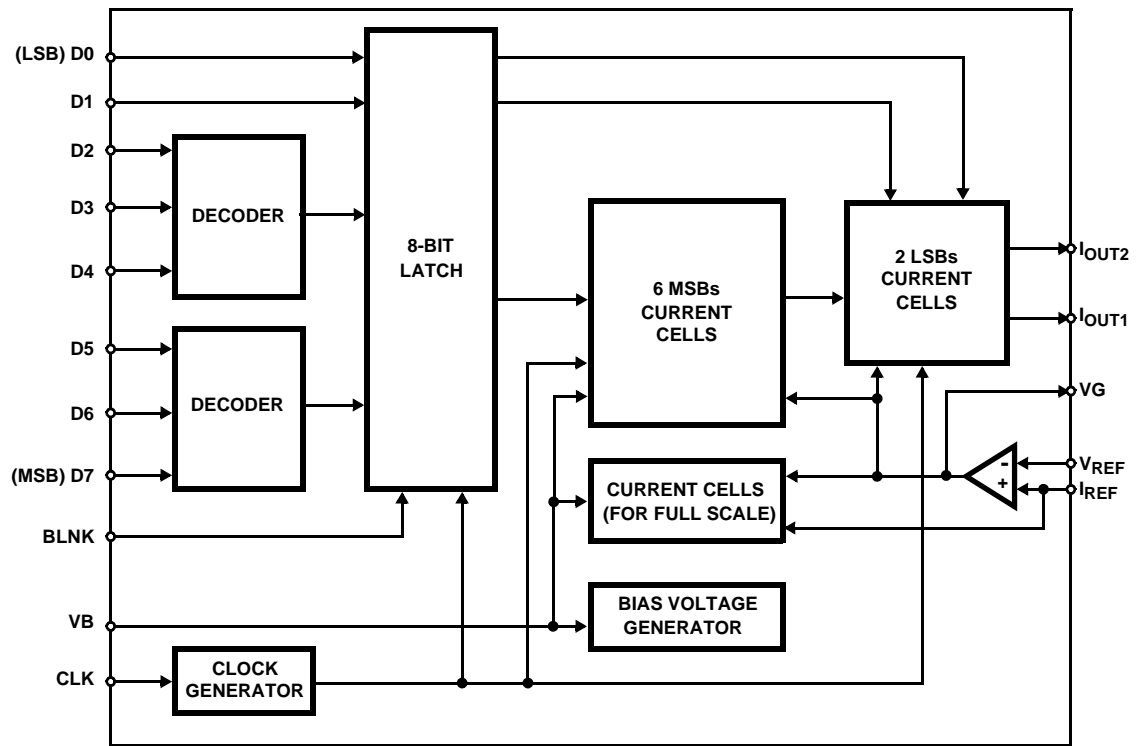 (LSB) D0
D1
D2
D3
D4
D5
D6
(MSB) D7
BLNK
VB
CLK
DECODER
DECODER
CLOCK
GENERATOR
8-BIT
LATCH
6 MSBs
CURRENT
CELLS
CURRENT CELLS
(FOR FULL SCALE)
BIAS VOLTAGE
GENERATOR
2 LSBs
CURRENT
CELLS
-
+
IOUT2
IOUT1
VG
VREF
IREF